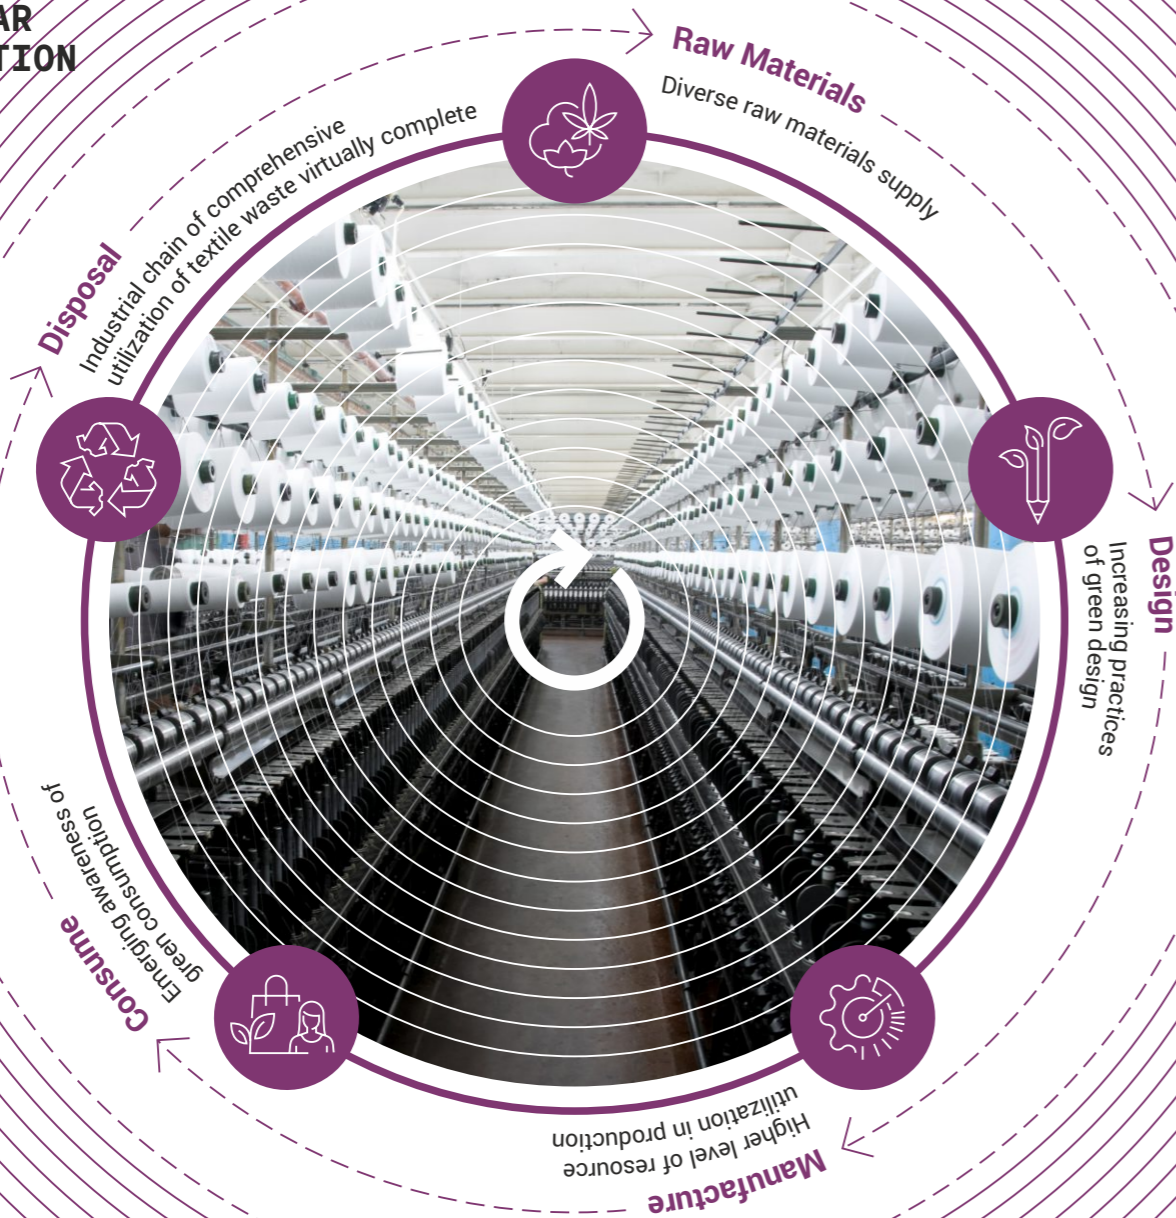 AR
TION
Raw Materials
Diverse raw materials supply
Design
Increasing practices
of green design
Manufacture
Higher level of resource
utilization in production
Consume
Emerging awareness of
green consumption
Disposal
Industrial chain of comprehensive
utilization of textile waste virtually complete